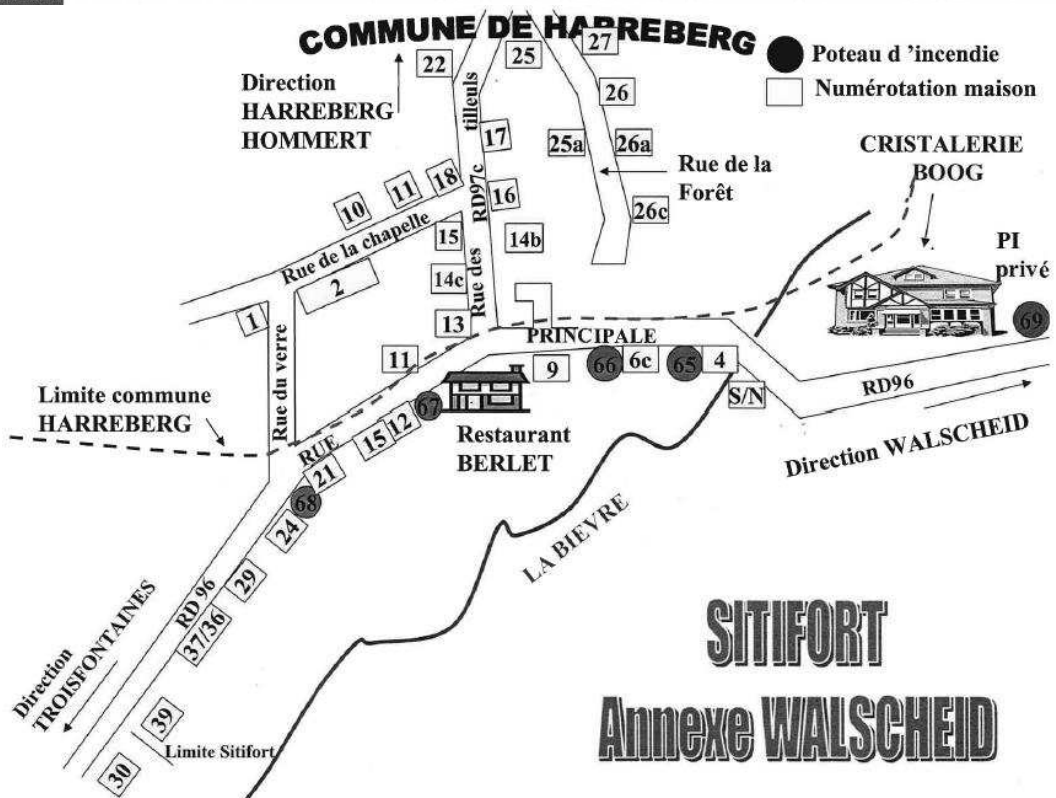 COMMUNE DE HARREBERG
Poteau d 'incendie
Numérotation maison
Direction
HARREBERG
HOMMERT
22
25
27
26
tilleuls
17
25a
26a
Rue de la
Forêt
CRISTALERIE
BOOG
PI
privé
69
10
11
18
RD97c
16
26c
Rue de la chapelle
15
14b
2
14c
Rue des
1
13
PRINCIPALE
11
9
66
6c
65
4
S/N
RD96
Direction WALSCHEID
Limite commune
HARREBERG
Rue du verre
RUE
67
12
15
Restaurant
BERLET
21
68
24
29
37/36
RD 96
Direction
TROISFONTAINES
39
30
Limite Sitifort
LA BIEVRE
SITIFORT
Annexe WALSCHEID